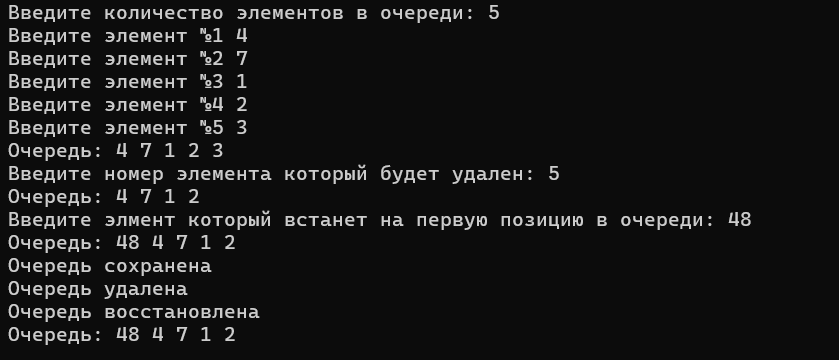 Введите количество элементов в очереди: 5
Введите элемент №1 4
Введите элемент №2 7
Введите элемент №3 1
Введите элемент №4 2
Введите элемент №5 3
Очередь: 4 7 1 2 3
Введите номер элемента который будет удален: 5
Очередь: 4 7 1 2
Введите элмент который встанет на первую позицию в очереди: 48
Очередь: 48 4 7 1 2
Очередь сохранена
Очередь удалена
Очередь восстановлена
Очередь: 48 4 7 1 2